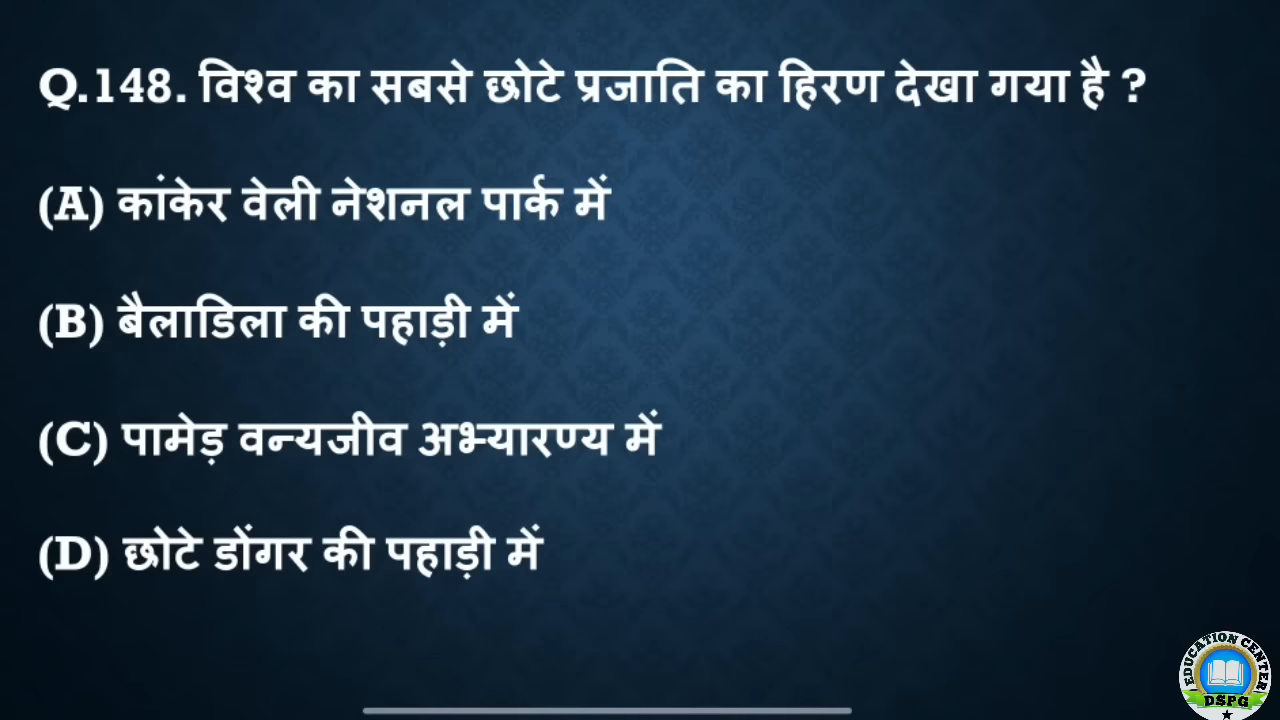 Q.148. विश्व का सबसे छोटे प्रजाति का हिरण देखा गया है ?
(A) कांकेर वेली नेशनल पार्क में
(B) बैलाडिला की पहाड़ी में
(C) पामेड़ वन्यजीव अभ्यारण्य में
(D) छोटे डोंगर की पहाड़ी में
EDUCATION CENTER
DSPG